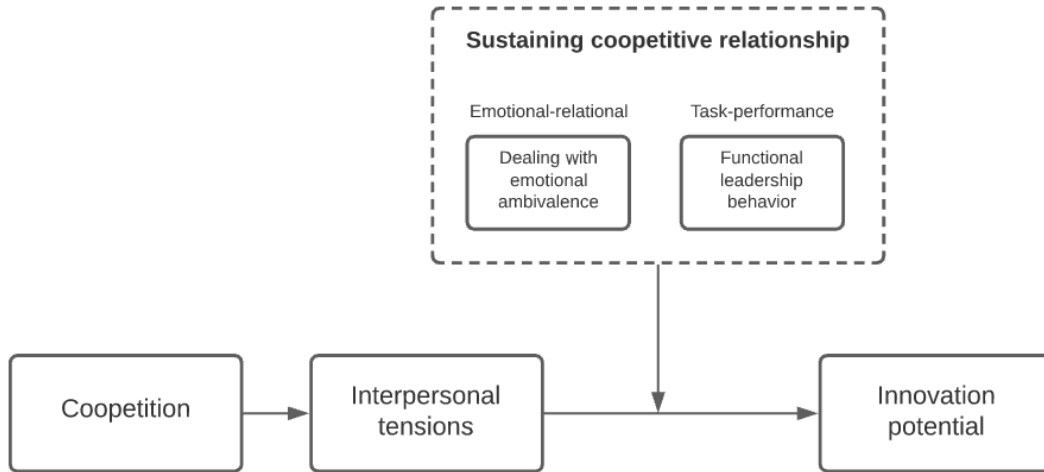 Sustaining coopetitive relationship
Emotional-relational
Task-performance
Dealing with
emotional
ambivalence
Functional
leadership
behavior
Coopetition
Interpersonal
tensions
Innovation
potential